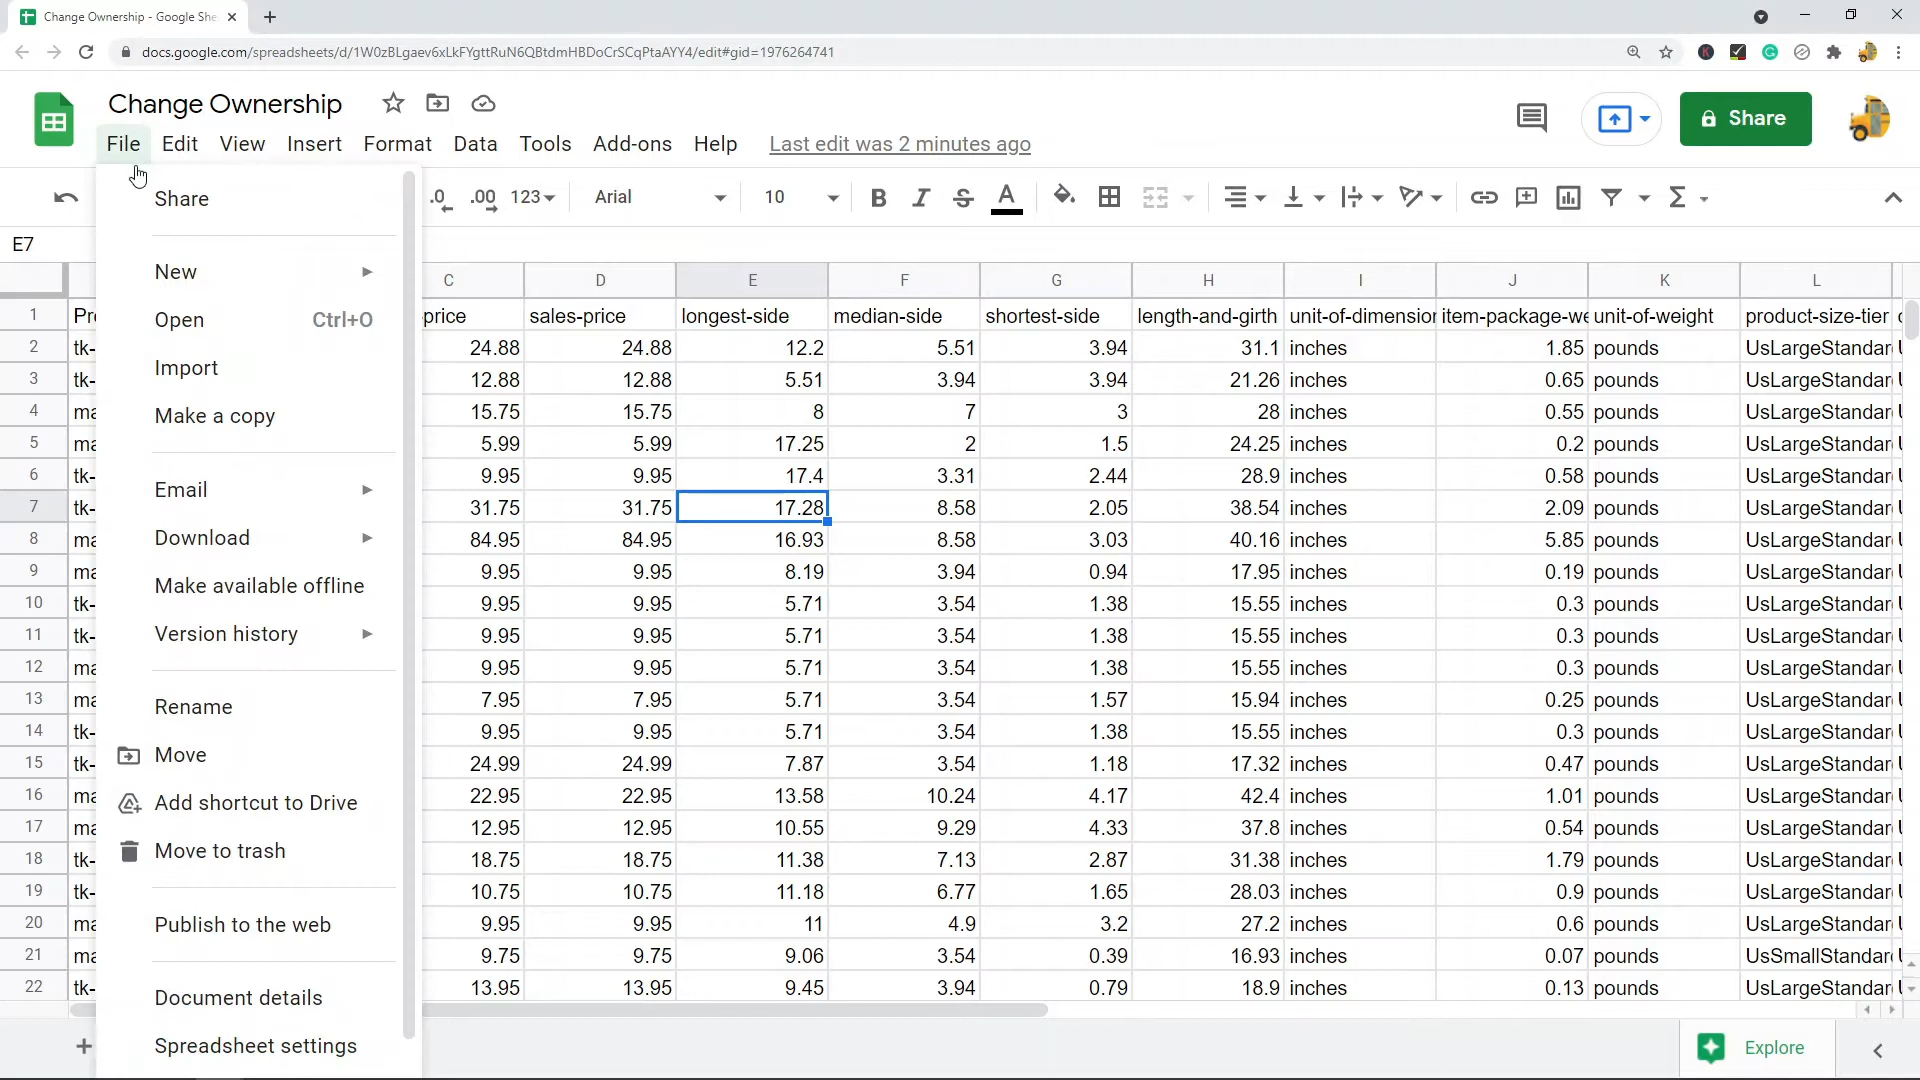 Change Ownership - Google She
docs.google.com/spreadsheets/d/1W0zBLgaev6xLkFYgttRuN6QBtdmHBDoCrSCqPtaAYY4/edit#gid=1976264741
Change Ownership
File Edit View Insert Format Data Tools Add-ons Help Last edit was 2 minutes ago
Share
.0 .00 123 Arial 10 B I S A
E7
Share
New
Open Ctrl+O
Import
Make a copy
Email
Download
Make available offline
Version history
Rename
Move
Add shortcut to Drive
Move to trash
Publish to the web
Document details
Spreadsheet settings
C D E F G H I J K L
1 Pr price sales-price longest-side median-side shortest-side length-and-girth unit-of-dimension item-package-we unit-of-weight product-size-tier
2 tk- 24.88 24.88 12.2 5.51 3.94 31.1 inches 1.85 pounds UsLargeStandar
3 tk- 12.88 12.88 5.51 3.94 3.94 21.26 inches 0.65 pounds UsLargeStandar
4 ma 15.75 15.75 8 7 3 28 inches 0.55 pounds UsLargeStandar
5 ma 5.99 5.99 17.25 2 1.5 24.25 inches 0.2 pounds UsLargeStandar
6 tk- 9.95 9.95 17.4 3.31 2.44 28.9 inches 0.58 pounds UsLargeStandar
7 tk- 31.75 31.75 17.28 8.58 2.05 38.54 inches 2.09 pounds UsLargeStandar
8 ma 84.95 84.95 16.93 8.58 3.03 40.16 inches 5.85 pounds UsLargeStandar
9 ma 9.95 9.95 8.19 3.94 0.94 17.95 inches 0.19 pounds UsLargeStandar
10 tk- 9.95 9.95 5.71 3.54 1.38 15.55 inches 0.3 pounds UsLargeStandar
11 tk- 9.95 9.95 5.71 3.54 1.38 15.55 inches 0.3 pounds UsLargeStandar
12 ma 9.95 9.95 5.71 3.54 1.38 15.55 inches 0.3 pounds UsLargeStandar
13 ma 7.95 7.95 5.71 3.54 1.57 15.94 inches 0.25 pounds UsLargeStandar
14 tk- 9.95 9.95 5.71 3.54 1.38 15.55 inches 0.3 pounds UsLargeStandar
15 tk- 24.99 24.99 7.87 3.54 1.18 17.32 inches 0.47 pounds UsLargeStandar
16 ma 22.95 22.95 13.58 10.24 4.17 42.4 inches 1.01 pounds UsLargeStandar
17 ma 12.95 12.95 10.55 9.29 4.33 37.8 inches 0.54 pounds UsLargeStandar
18 tk- 18.75 18.75 11.38 7.13 2.87 31.38 inches 1.79 pounds UsLargeStandar
19 tk- 10.75 10.75 11.18 6.77 1.65 28.03 inches 0.9 pounds UsLargeStandar
20 ma 9.95 9.95 11 4.9 3.2 27.2 inches 0.6 pounds UsLargeStandar
21 ma 9.75 9.75 9.06 3.54 0.39 16.93 inches 0.07 pounds UsSmallStandar
22 tk- 13.95 13.95 9.45 3.94 0.79 18.9 inches 0.13 pounds UsLargeStandar
Explore